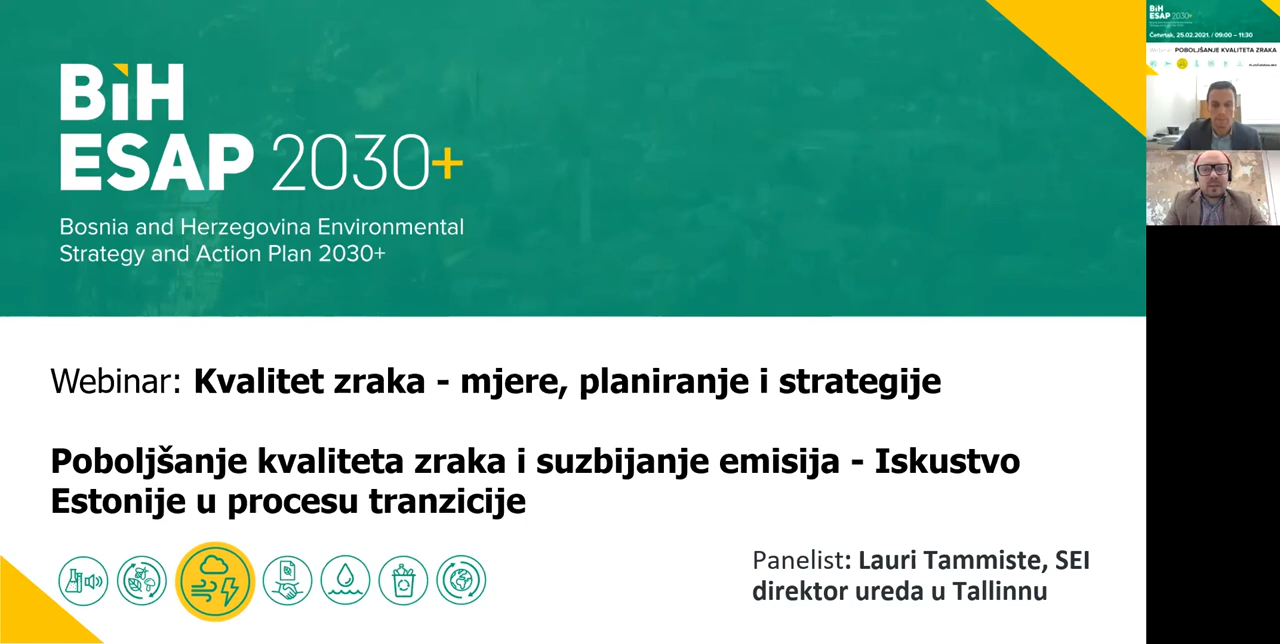 BiH
ESAP 2030+
Bosnia and Herzegovina Environmental
Strategy and Action Plan 2030+
Webinar: Kvalitet zraka - mjere, planiranje i strategije
Poboljšanje kvaliteta zraka i suzbijanje emisija - Iskustvo
Estonije u procesu tranzicije
Panelist: Lauri Tammiste, SEI
direktor ureda u Tallinnu
BiH
ESAP 2030+
Četvrtak, 25.02.2021. / 09:00 – 11:30
Webinar: POBOLJŠANJE KVALITETA ZRAKA